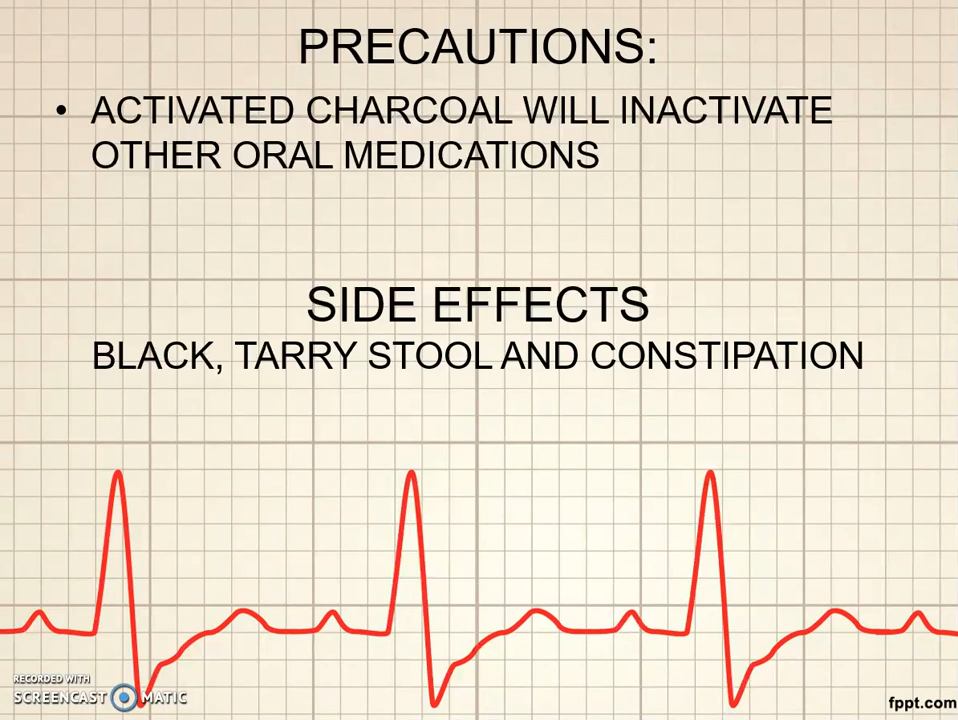 PRECAUTIONS:
• ACTIVATED CHARCOAL WILL INACTIVATE
OTHER ORAL MEDICATIONS
SIDE EFFECTS
BLACK, TARRY STOOL AND CONSTIPATION
RECORDED WITH
SCREENCAST MATIC
fppt.com